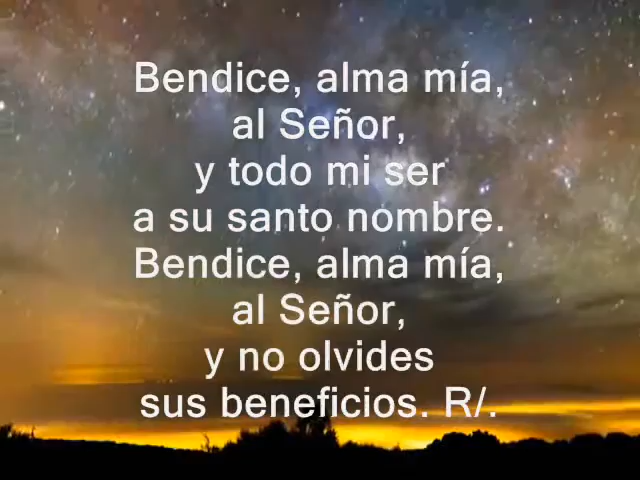 Bendice, alma mía,
al Señor,
y todo mi ser
a su santo nombre.
Bendice, alma mía,
al Señor,
y no olvides
sus beneficios. R/.